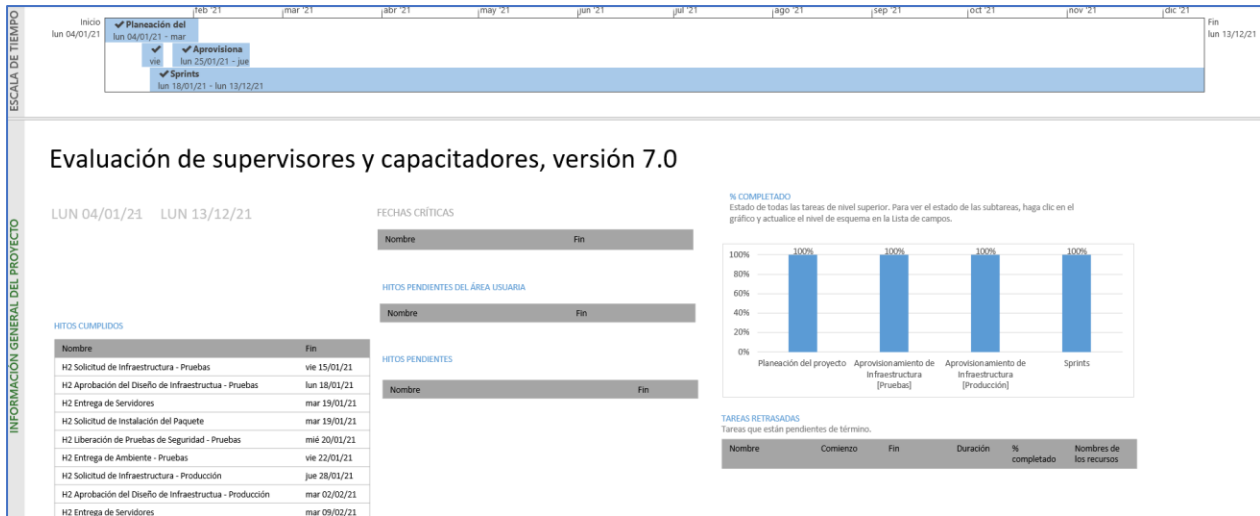 ESCALA DE TIEMPO
feb '21 mar '21 abr '21 may '21 jun '21 jul '21 ago '21 sep '21 oct '21 nov '21 dic '21
Inicio
lun 04/01/21
Planeación del
lun 04/01/21 - mar
vie
Aprovisiona
lun 25/01/21 - jue
Sprints
lun 18/01/21 - lun 13/12/21
Fin
lun 13/12/21
INFORMACIÓN GENERAL DEL PROYECTO
Evaluación de supervisores y capacitadores, versión 7.0
LUN 04/01/21 LUN 13/12/21
HITOS CUMPLIDOS
Nombre Fin
H2 Solicitud de Infraestructura - Pruebas vie 15/01/21
H2 Aprobación del Diseño de Infraestructua - Pruebas lun 18/01/21
H2 Entrega de Servidores mar 19/01/21
H2 Solicitud de Instalación del Paquete mar 19/01/21
H2 Liberación de Pruebas de Seguridad - Pruebas mié 20/01/21
H2 Entrega de Ambiente - Pruebas vie 22/01/21
H2 Solicitud de Infraestructura - Producción jue 28/01/21
H2 Aprobación del Diseño de Infraestructua - Producción mar 02/02/21
H2 Entrega de Servidores mar 09/02/21
FECHAS CRÍTICAS
Nombre Fin
HITOS PENDIENTES DEL ÁREA USUARIA
Nombre Fin
HITOS PENDIENTES
Nombre Fin
% COMPLETADO
Estado de todas las tareas de nivel superior. Para ver el estado de las subtareas, haga clic en el
gráfico y actualice el nivel de esquema en la Lista de campos.
100% 100% 100% 100%
100%
80%
60%
40%
20%
0%
Planeación del proyecto Aprovisionamiento de Aprovisionamiento de Sprints
Infraestructura Infraestructura
[Pruebas] [Producción]
TAREAS RETRASADAS
Tareas que están pendientes de término.
Nombre Comienzo Fin Duración % Nombres de
completado los recursos